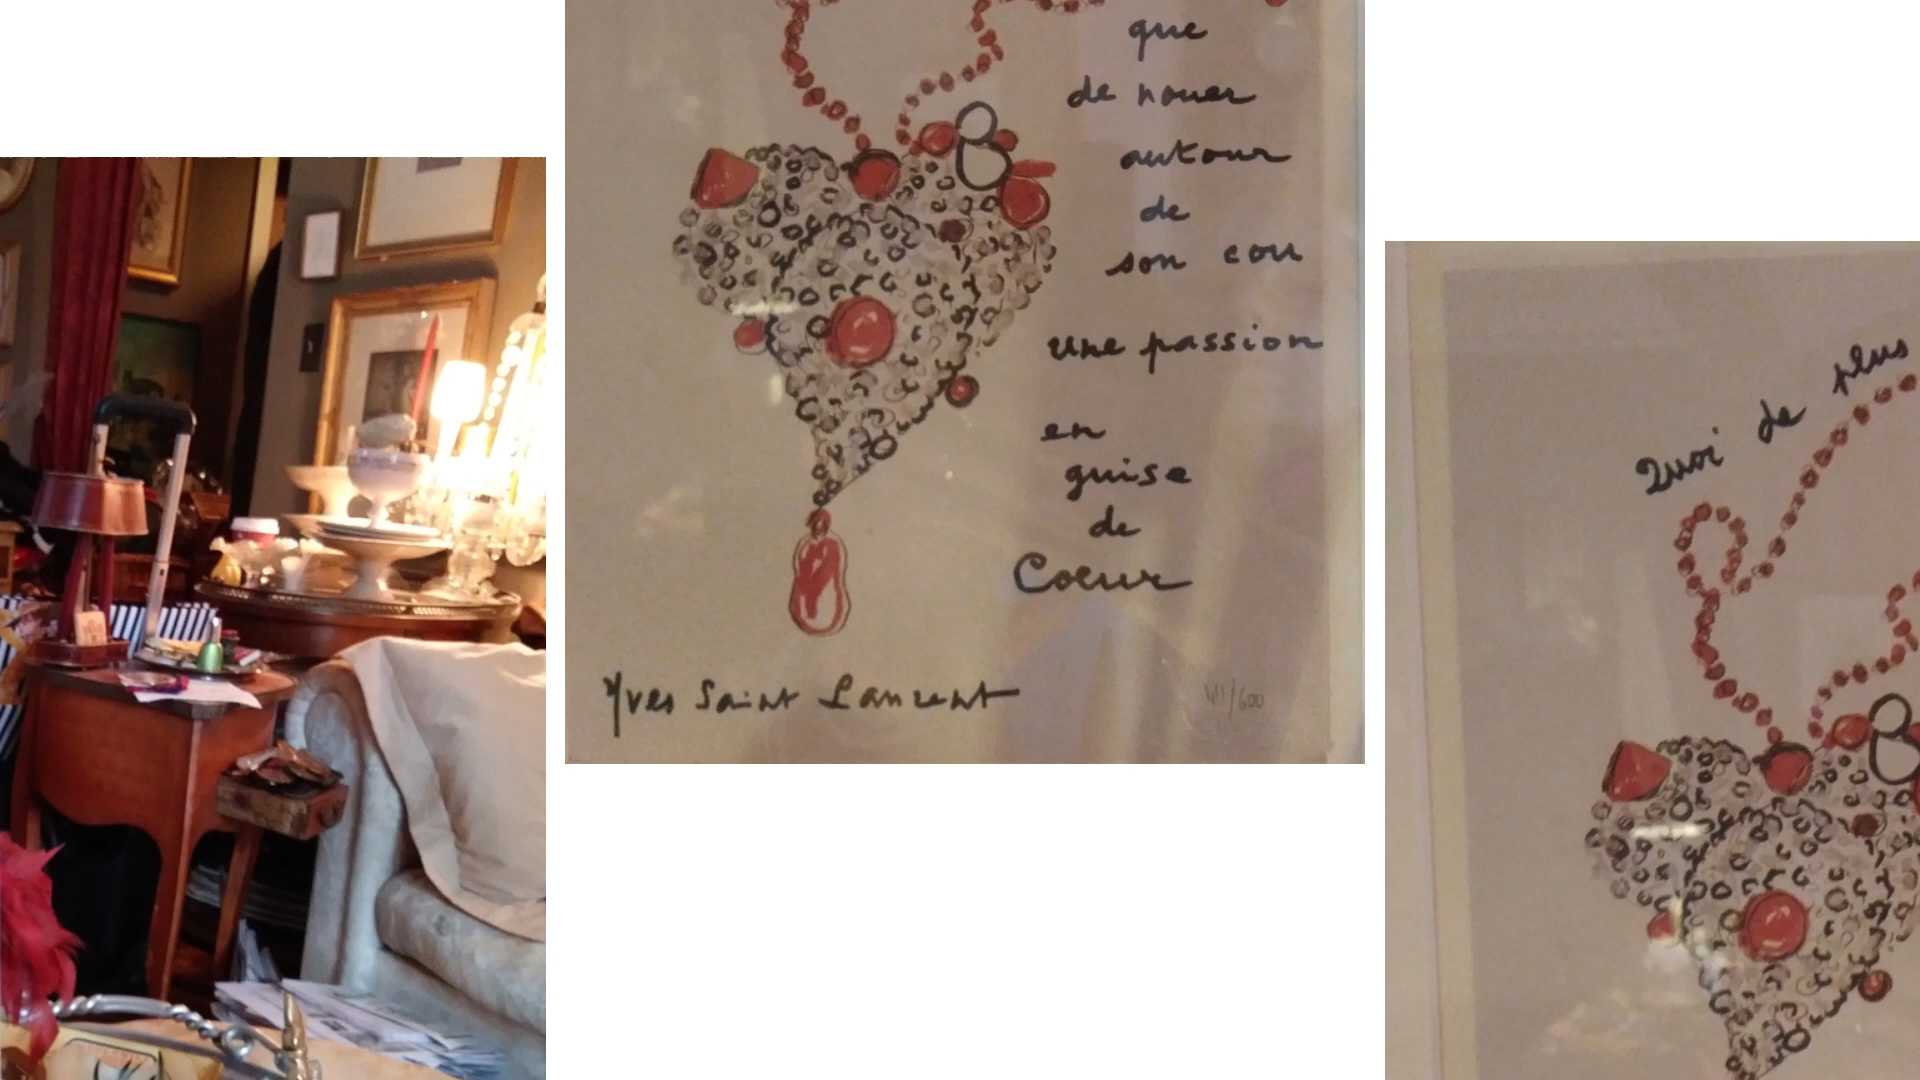 que
de nouer
autour
de
son cou
une passion
en
guise
de
Coeur
Yves Saint Laurent
/600
Quoi de plus